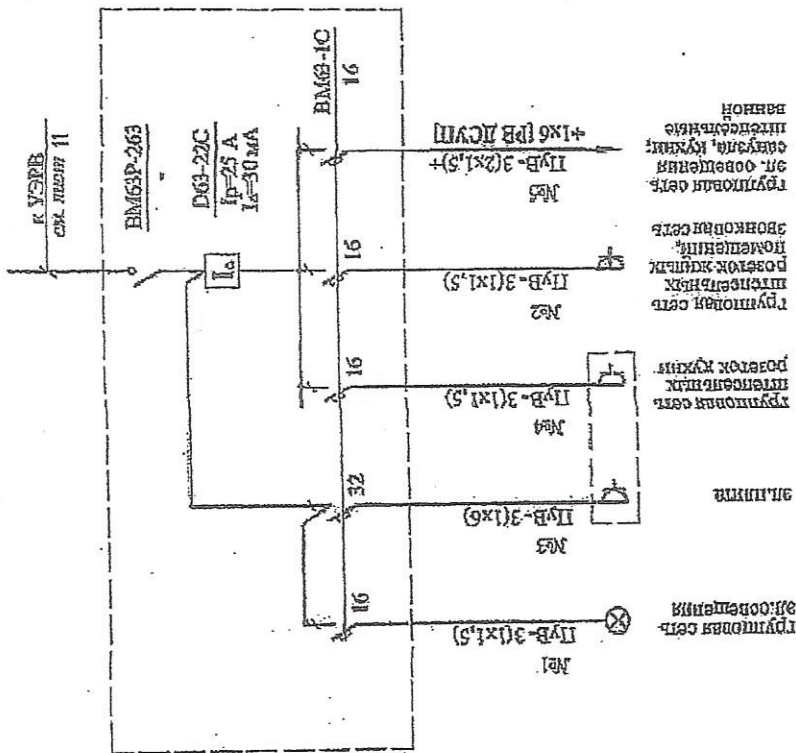 к УЭРВ
см. лист 11
ВМ63Р-263
D63-22С
Iр=25 А
IΔ=30 мА
IΔ
ВМ63-1С
16
ПуВ-3(2х1,5)+
+1х6 [РВ ДСУП]
№5
групповая сеть
эл. освещения
санузла, кухни;
штепсельные
ванной
16
ПуВ-3(1х1,5)
№2
групповая сеть
штепсельных
розеток жилых
помещений,
звонковая сеть
16
ПуВ-3(1х1,5)
№4
групповая сеть
штепсельных
розеток кухни
32
ПуВ-3(1х6)
№3
эл.плита
16
ПуВ-3(1х1,5)
№1
групповая сеть
эл.освещения